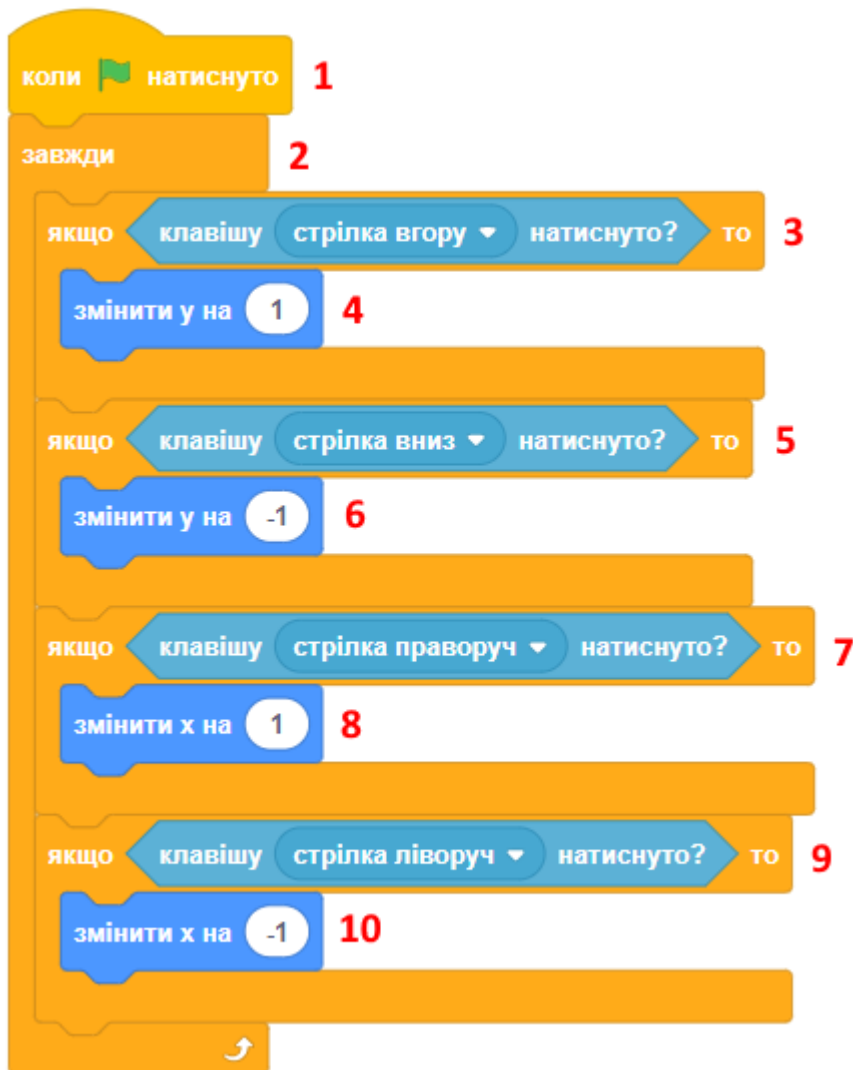 коли натиснуто 1
завжди 2
якщо клавішу стрілка вгору натиснуто? то 3
змінити y на 1 4
якщо клавішу стрілка вниз натиснуто? то 5
змінити y на -1 6
якщо клавішу стрілка праворуч натиснуто? то 7
змінити x на 1 8
якщо клавішу стрілка ліворуч натиснуто? то 9
змінити x на -1 10